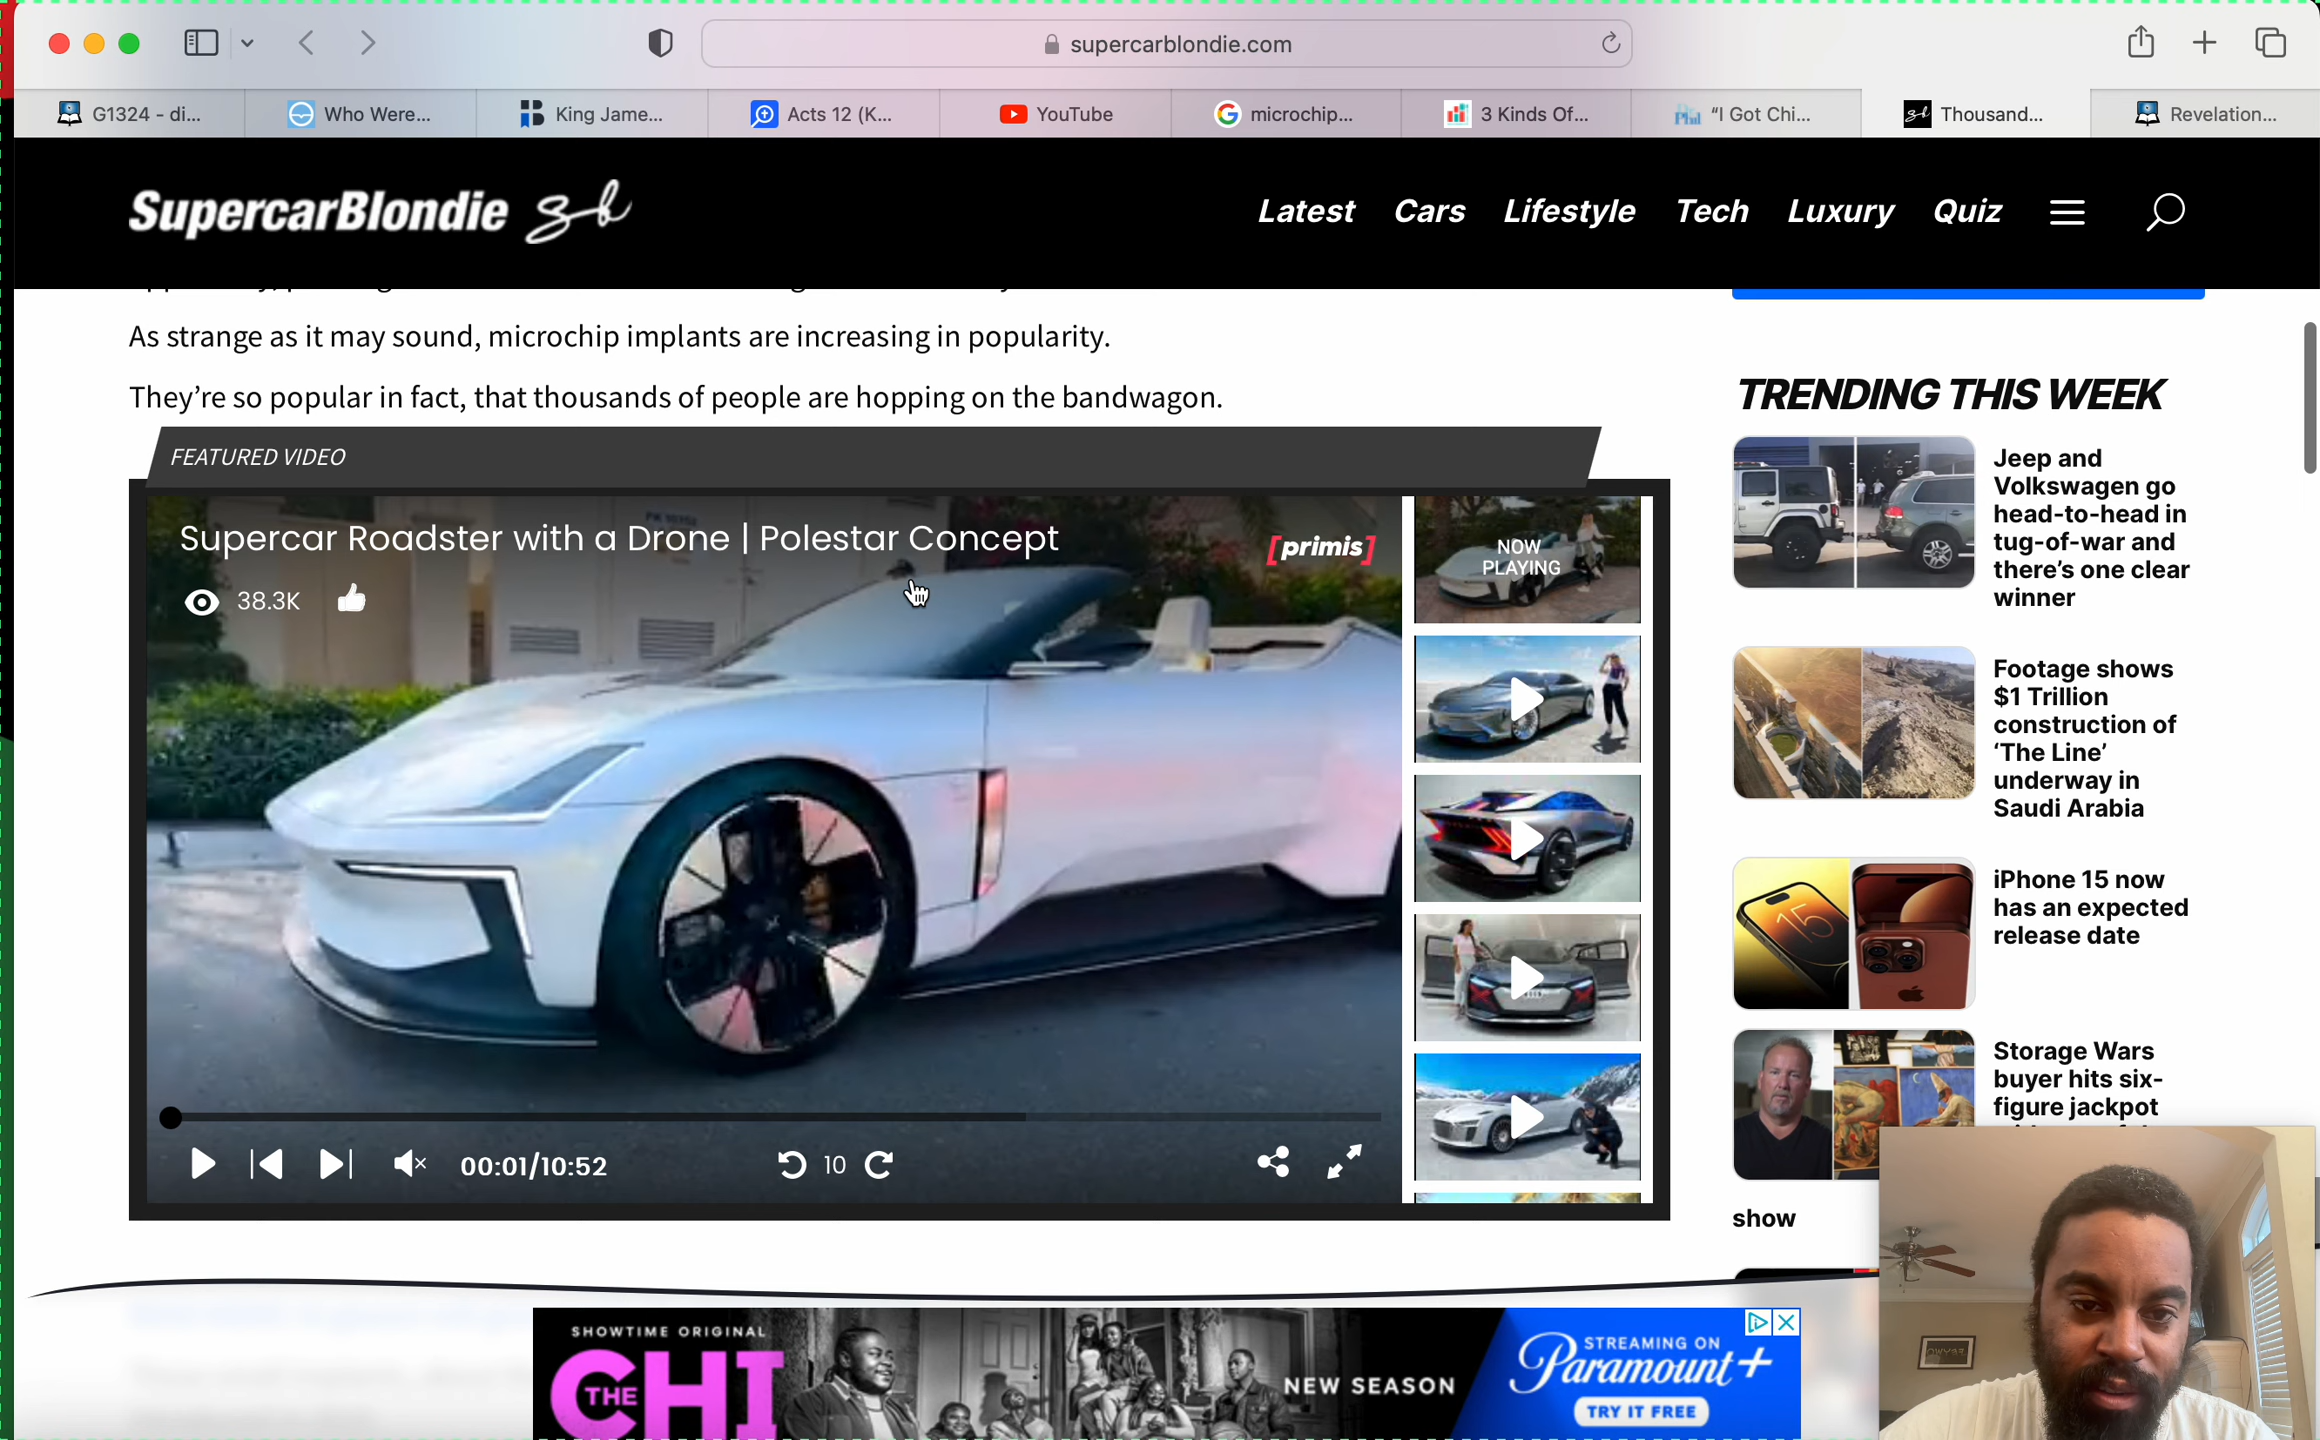 supercarblondie.com
G1324 - di...
Who Were...
King Jame...
Acts 12 (K...
YouTube
microchip...
3 Kinds Of...
“I Got Chi...
Thousand...
Revelation...
SupercarBlondie sb
Latest
Cars
Lifestyle
Tech
Luxury
Quiz
As strange as it may sound, microchip implants are increasing in popularity.
They’re so popular in fact, that thousands of people are hopping on the bandwagon.
FEATURED VIDEO
Supercar Roadster with a Drone | Polestar Concept
[primis]
38.3K
NOW
PLAYING
00:01/10:52
10
TRENDING THIS WEEK
Jeep and
Volkswagen go
head-to-head in
tug-of-war and
there’s one clear
winner
Footage shows
$1 Trillion
construction of
‘The Line’
underway in
Saudi Arabia
15
iPhone 15 now
has an expected
release date
Storage Wars
buyer hits six-
figure jackpot
show
SHOWTIME ORIGINAL
THE CHI
NEW SEASON
STREAMING ON
Paramount+
TRY IT FREE